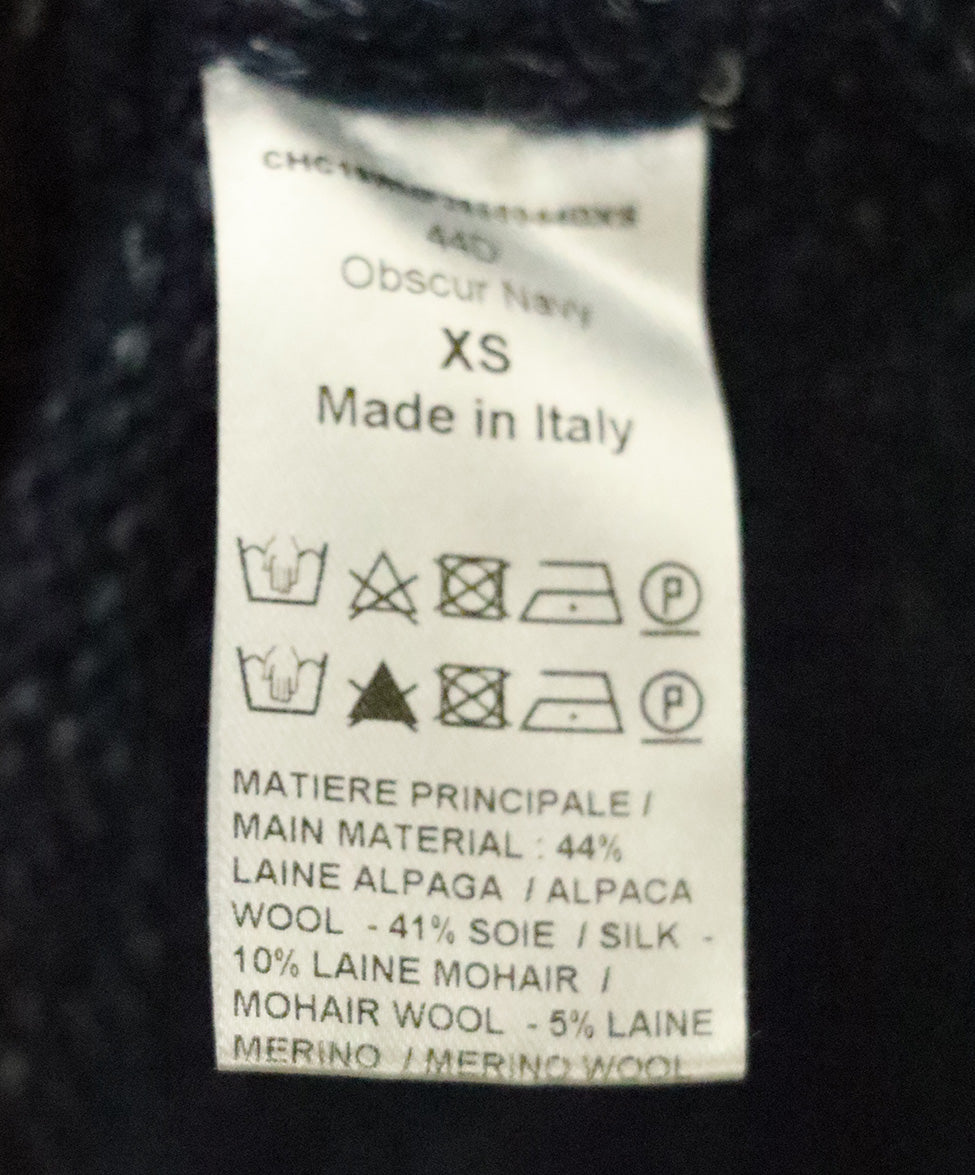 44D
Obscur Navy
XS
Made in Italy
P
P
MATIERE PRINCIPALE /
MAIN MATERIAL : 44%
LAINE ALPAGA / ALPACA
WOOL - 41% SOIE / SILK -
10% LAINE MOHAIR /
MOHAIR WOOL - 5% LAINE
MERINO / MERINO WOOL